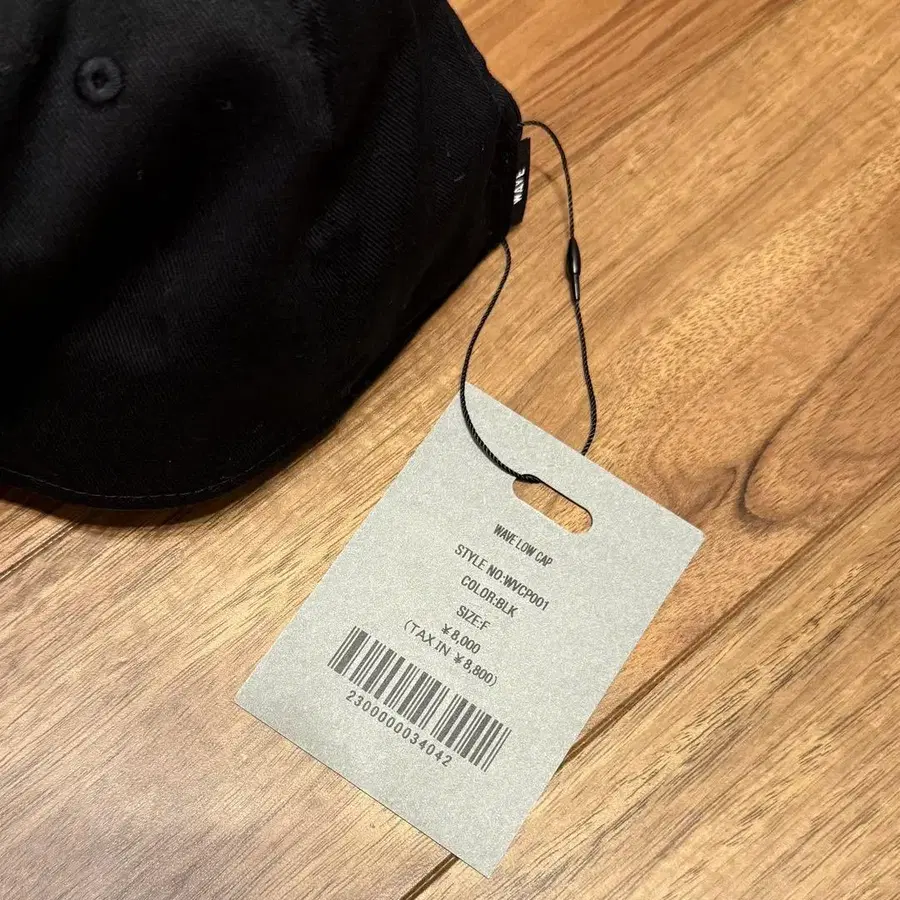 WAVE
WAVE LOW CAP
STYLE NO:WVCP001
COLOR:BLK
SIZE:F
¥8,000
(TAX IN ¥8,800)
2300000034042